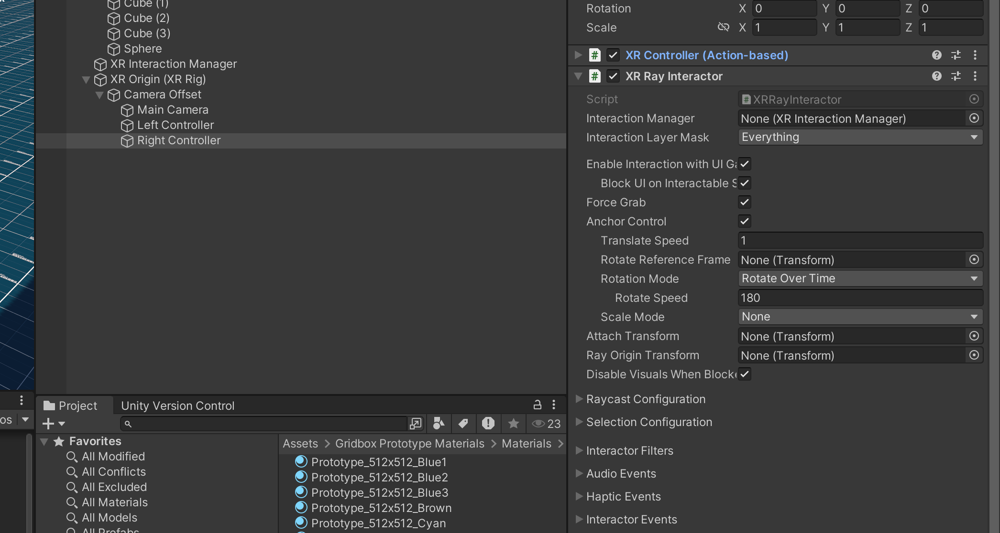 Cube (1)
Cube (2)
Cube (3)
Sphere
XR Interaction Manager
XR Origin (XR Rig)
Camera Offset
Main Camera
Left Controller
Right Controller
Rotation X 0 Y 0 Z 0
Scale X 1 Y 1 Z 1
# XR Controller (Action-based)
# XR Ray Interactor
Script # XRRayInteractor
Interaction Manager None (XR Interaction Manager)
Interaction Layer Mask Everything
Enable Interaction with UI Ga
Block UI on Interactable S
Force Grab
Anchor Control
Translate Speed 1
Rotate Reference Frame None (Transform)
Rotation Mode Rotate Over Time
Rotate Speed 180
Scale Mode None
Attach Transform None (Transform)
Ray Origin Transform None (Transform)
Disable Visuals When Blocke
Raycast Configuration
Selection Configuration
Interactor Filters
Audio Events
Haptic Events
Interactor Events
os
Project Unity Version Control
23
Favorites
All Modified
All Conflicts
All Excluded
All Materials
All Models
All Prefabs
Assets > Gridbox Prototype Materials > Materials >
Prototype_512x512_Blue1
Prototype_512x512_Blue2
Prototype_512x512_Blue3
Prototype_512x512_Brown
Prototype_512x512_Cyan